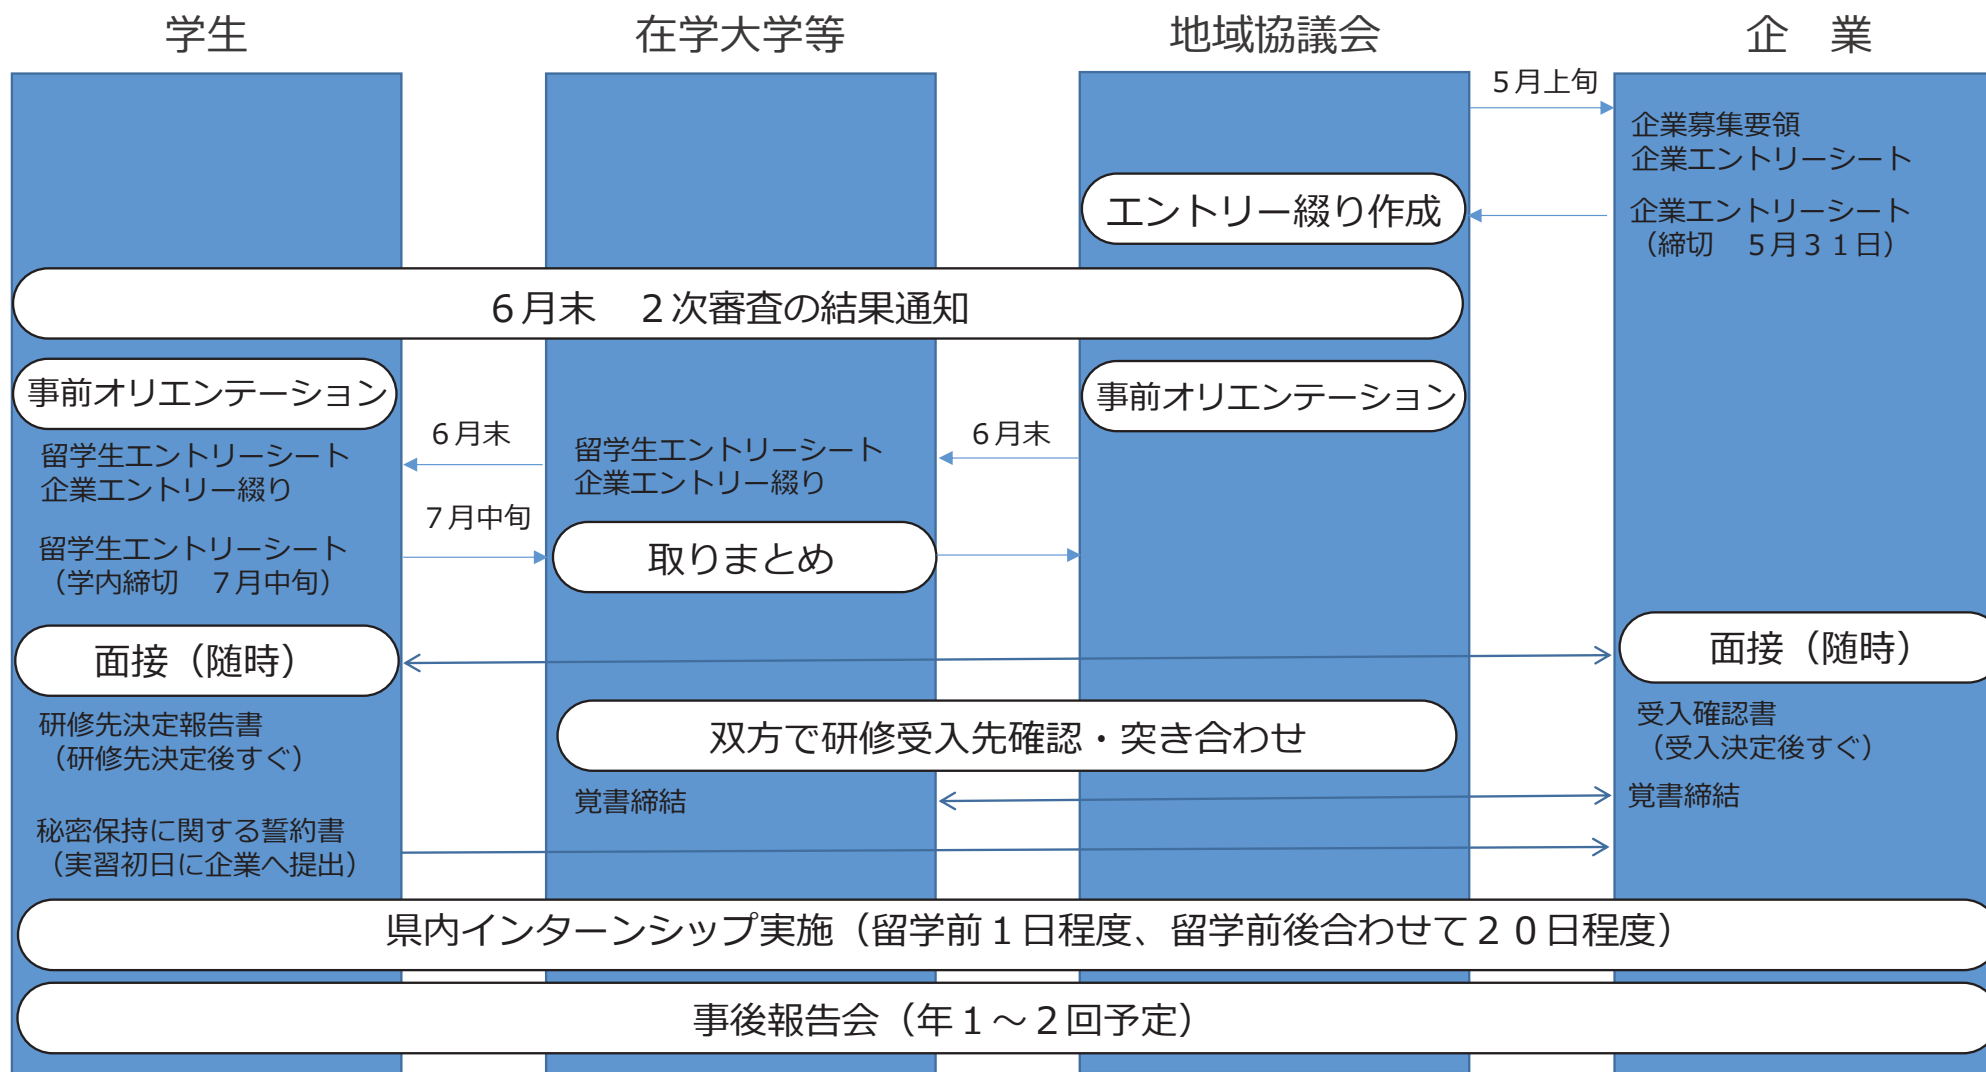 学生
在学大学等
地域協議会
企　業
５月上旬
企業募集要領
企業エントリーシート
エントリー綴り作成
企業エントリーシート
（締切　５月３１日）
６月末　２次審査の結果通知
事前オリエンテーション
事前オリエンテーション
留学生エントリーシート
企業エントリー綴り
６月末
留学生エントリーシート
企業エントリー綴り
６月末
７月中旬
留学生エントリーシート
（学内締切　７月中旬）
取りまとめ
面接（随時）
面接（随時）
研修先決定報告書
（研修先決定後すぐ）
双方で研修受入先確認・突き合わせ
受入確認書
（受入決定後すぐ）
覚書締結
覚書締結
秘密保持に関する誓約書
（実習初日に企業へ提出）
県内インターンシップ実施（留学前１日程度、留学前後合わせて２０日程度）
事後報告会（年１～２回予定）